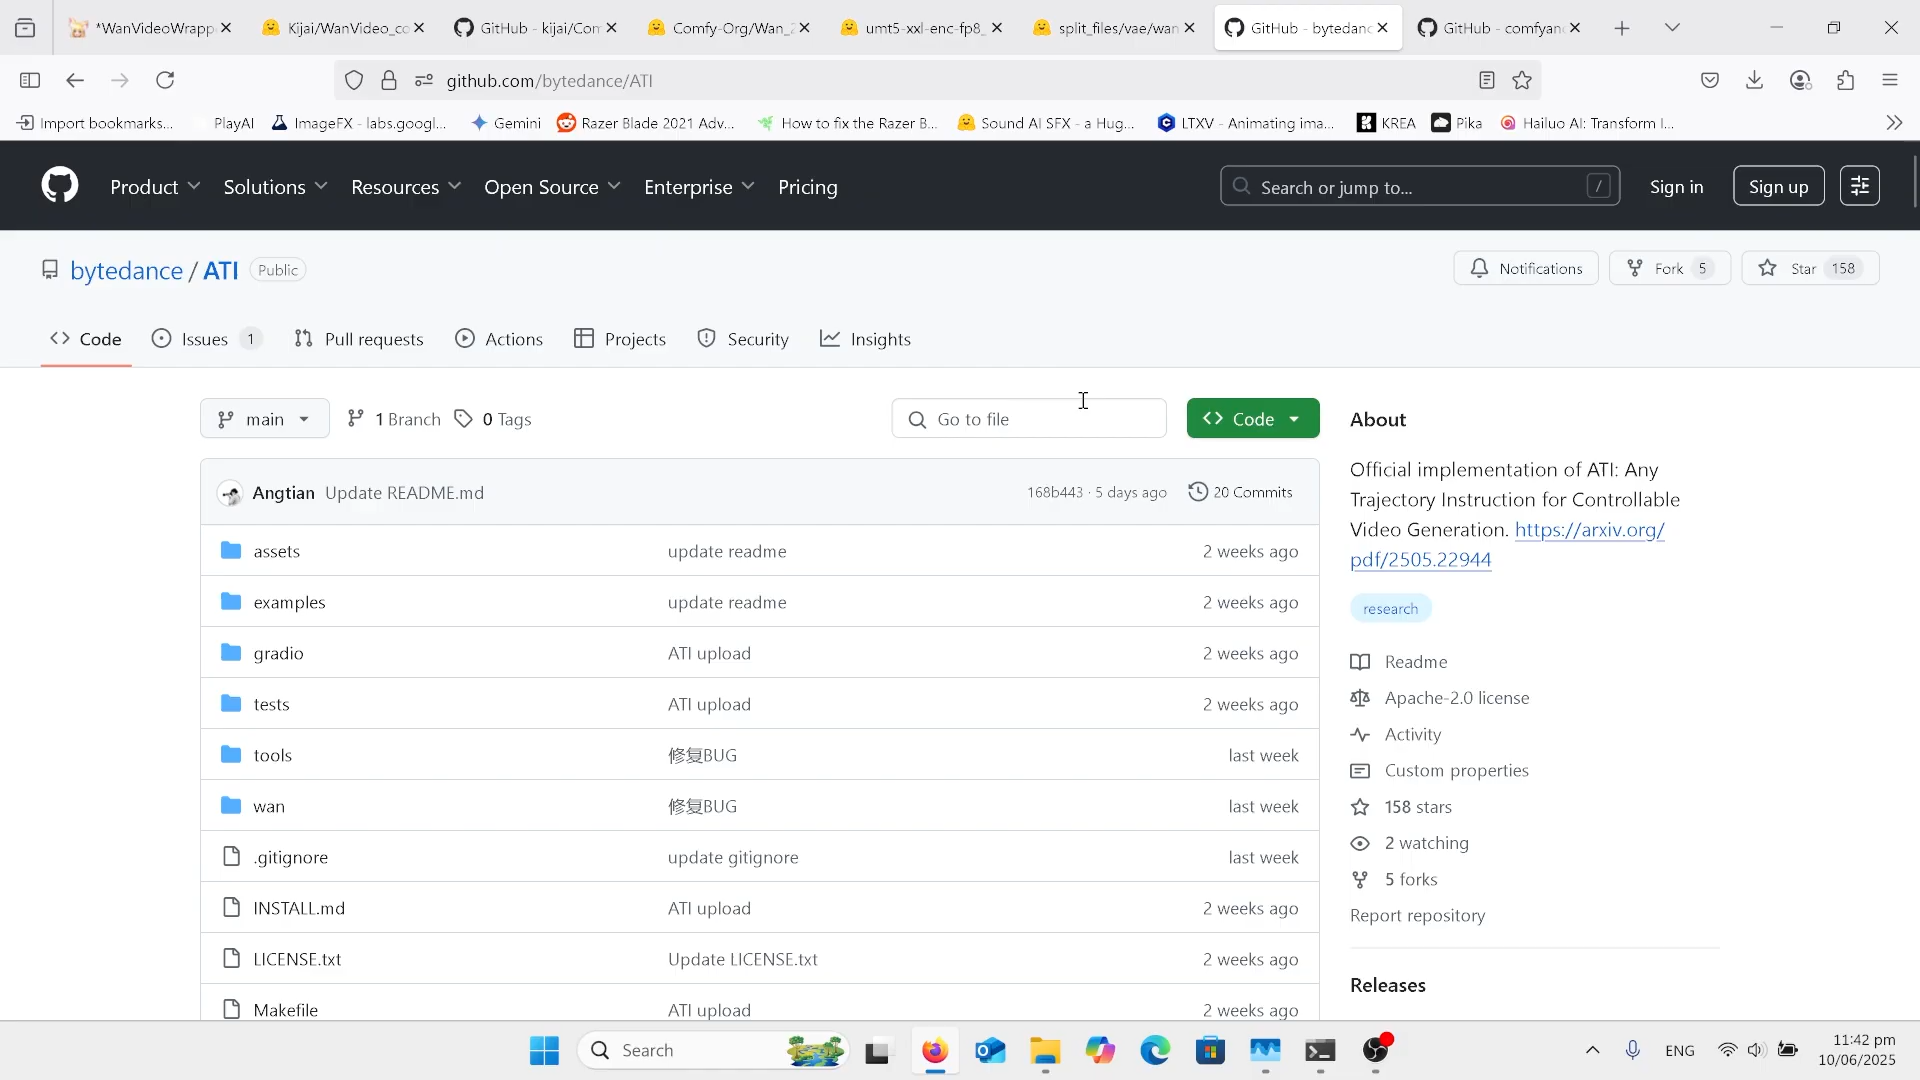 *WanVideoWrapp
Kijai/WanVideo_co
GitHub - kijai/Com
Comfy-Org/Wan_2
umt5-xxl-enc-fp8_
split_files/vae/wan
GitHub - bytedanc
GitHub - comfyan
github.com/bytedance/ATI
Import bookmarks...
PlayAI
ImageFX - labs.googl...
Gemini
Razer Blade 2021 Adv...
How to fix the Razer B...
Sound AI SFX - a Hug...
LTXV - Animating ima...
KREA
Pika
Hailuo AI: Transform I...
Product
Solutions
Resources
Open Source
Enterprise
Pricing
Search or jump to...
/
Sign in
Sign up
bytedance / ATI
Public
Notifications
Fork 5
Star 158
Code
Issues 1
Pull requests
Actions
Projects
Security
Insights
main
1 Branch
0 Tags
Go to file
Code
Angtian Update README.md
168b443 · 5 days ago
20 Commits
assets update readme 2 weeks ago
examples update readme 2 weeks ago
gradio ATI upload 2 weeks ago
tests ATI upload 2 weeks ago
tools 修复BUG last week
wan 修复BUG last week
.gitignore update gitignore last week
INSTALL.md ATI upload 2 weeks ago
LICENSE.txt Update LICENSE.txt 2 weeks ago
Makefile ATI upload 2 weeks ago
About
Official implementation of ATI: Any
Trajectory Instruction for Controllable
Video Generation. https://arxiv.org/
pdf/2505.22944
research
Readme
Apache-2.0 license
Activity
Custom properties
158 stars
2 watching
5 forks
Report repository
Releases
Search
ENG
11:42 pm
10/06/2025